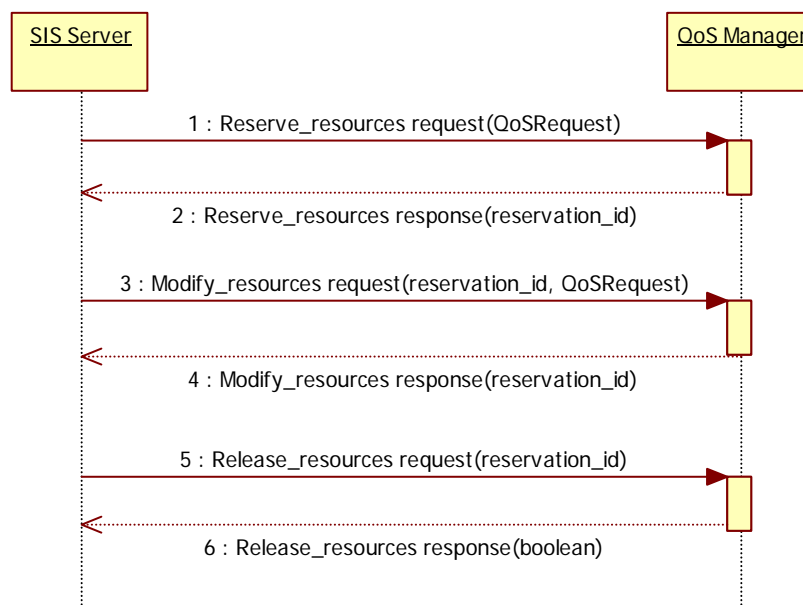 SIS Server
QoS Manager
1 : Reserve_resources request(QoSRequest)
2 : Reserve_resources response(reservation_id)
3 : Modify_resources request(reservation_id, QoSRequest)
4 : Modify_resources response(reservation_id)
5 : Release_resources request(reservation_id)
6 : Release_resources response(boolean)